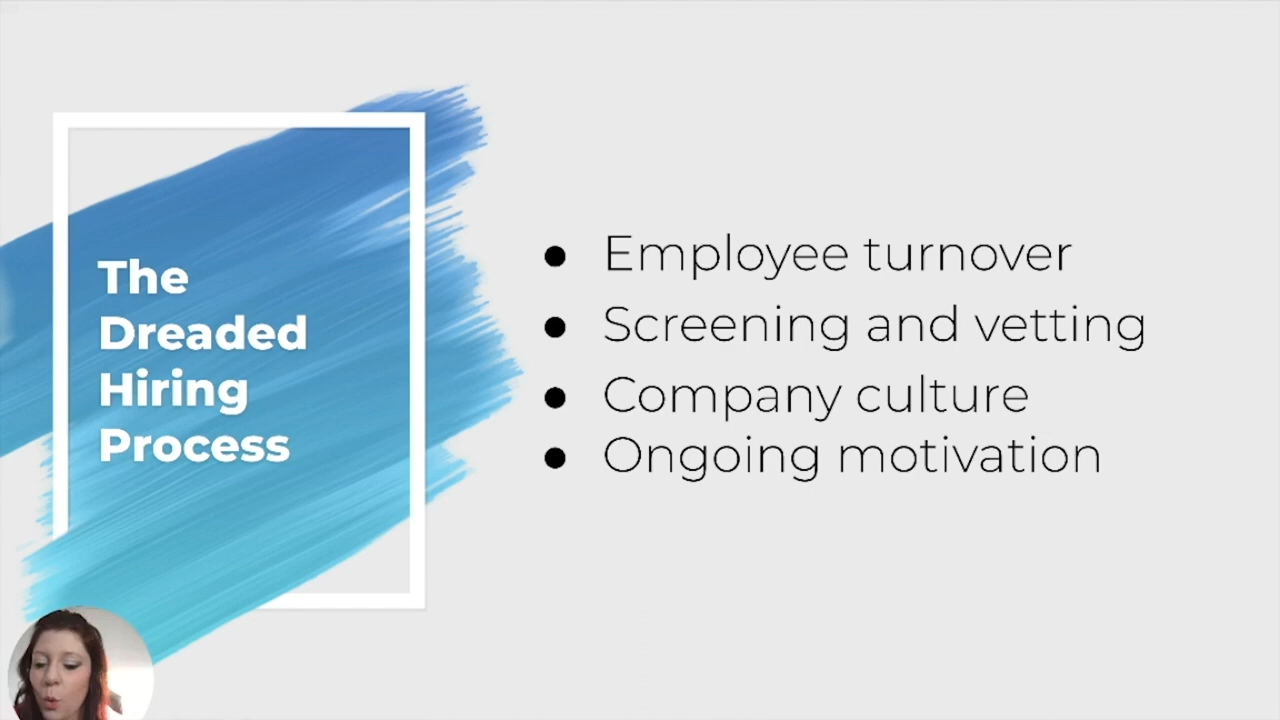 The
Dreaded
Hiring
Process
● Employee turnover
● Screening and vetting
● Company culture
● Ongoing motivation